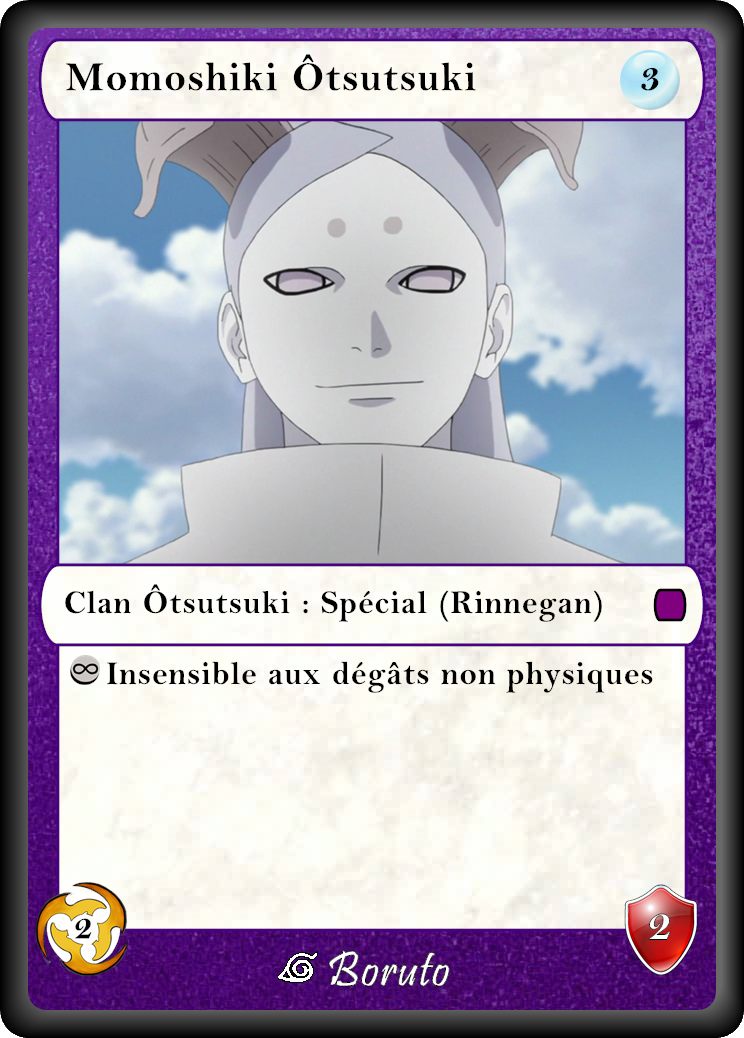 Momoshiki Ôtsutsuki
3
Clan Ôtsutsuki : Spécial (Rinnegan)
∞ Insensible aux dégâts non physiques
2
2
Boruto